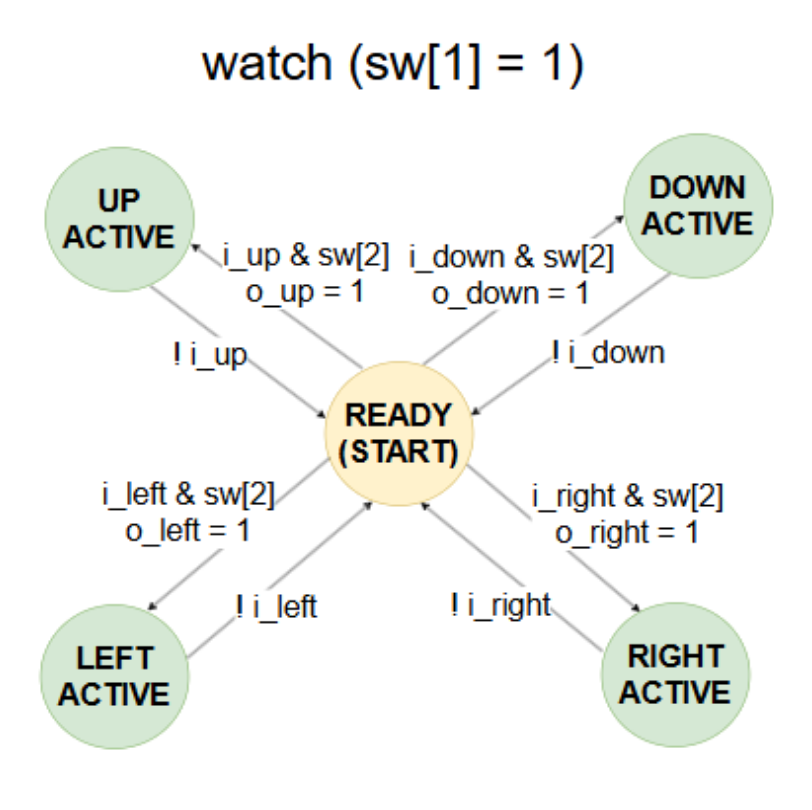 watch (sw[1] = 1)
UP
ACTIVE
DOWN
ACTIVE
i_up & sw[2]
o_up = 1
i_down & sw[2]
o_down = 1
! i_up
! i_down
READY
(START)
i_left & sw[2]
o_left = 1
i_right & sw[2]
o_right = 1
! i_left
! i_right
LEFT
ACTIVE
RIGHT
ACTIVE